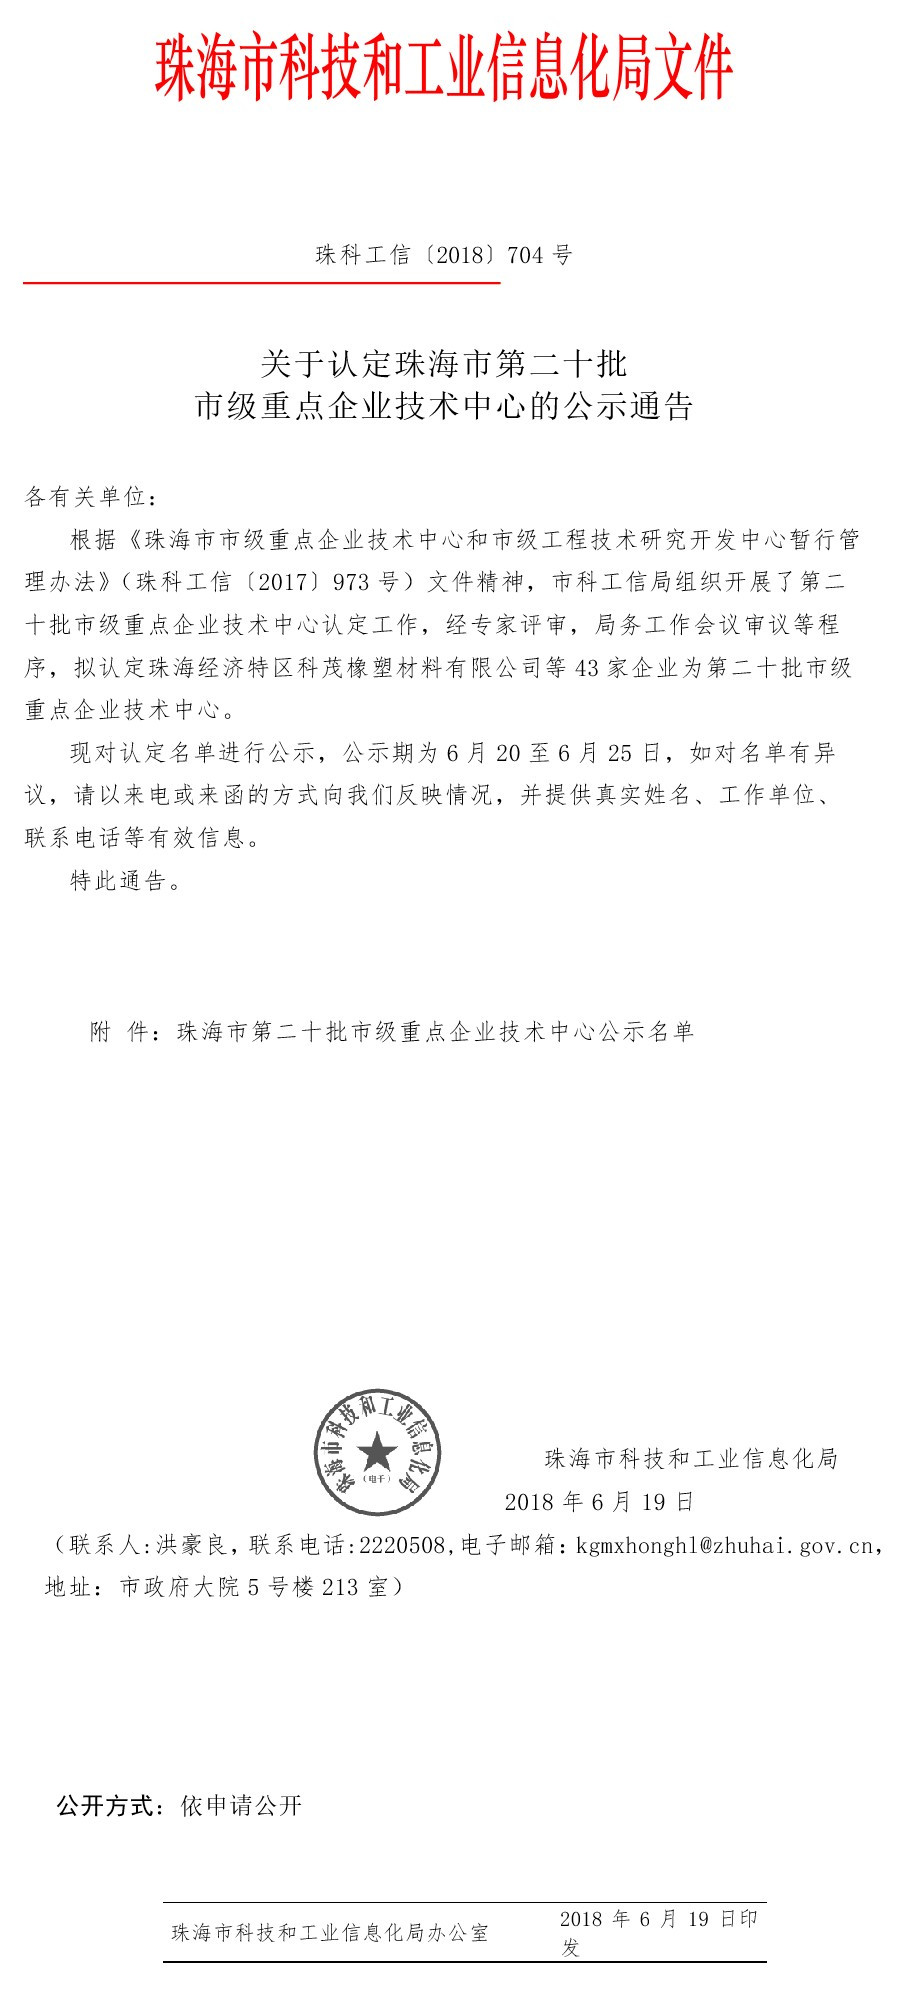 珠海市科技和工业信息化局文件
珠科工信〔2018〕704 号
关于认定珠海市第二十批
市级重点企业技术中心的公示通告
各有关单位：
根据《珠海市市级重点企业技术中心和市级工程技术研究开发中心暂行管
理办法》（珠科工信〔2017〕973 号）文件精神，市科工信局组织开展了第二
十批市级重点企业技术中心认定工作，经专家评审，局务工作会议审议等程
序，拟认定珠海经济特区科茂橡塑材料有限公司等 43 家企业为第二十批市级
重点企业技术中心。
现对认定名单进行公示，公示期为 6 月 20 至 6 月 25 日，如对名单有异
议，请以来电或来函的方式向我们反映情况，并提供真实姓名、工作单位、
联系电话等有效信息。
特此通告。
附 件：珠海市第二十批市级重点企业技术中心公示名单
珠海市科技和工业信息化局
（电子）
珠海市科技和工业信息化局
2018 年 6 月 19 日
（联系人:洪豪良，联系电话:2220508,电子邮箱：kgmxhonghl@zhuhai.gov.cn，
地址：市政府大院 5 号楼 213 室）
公开方式：依申请公开
珠海市科技和工业信息化局办公室
2018 年 6 月 19 日印
发